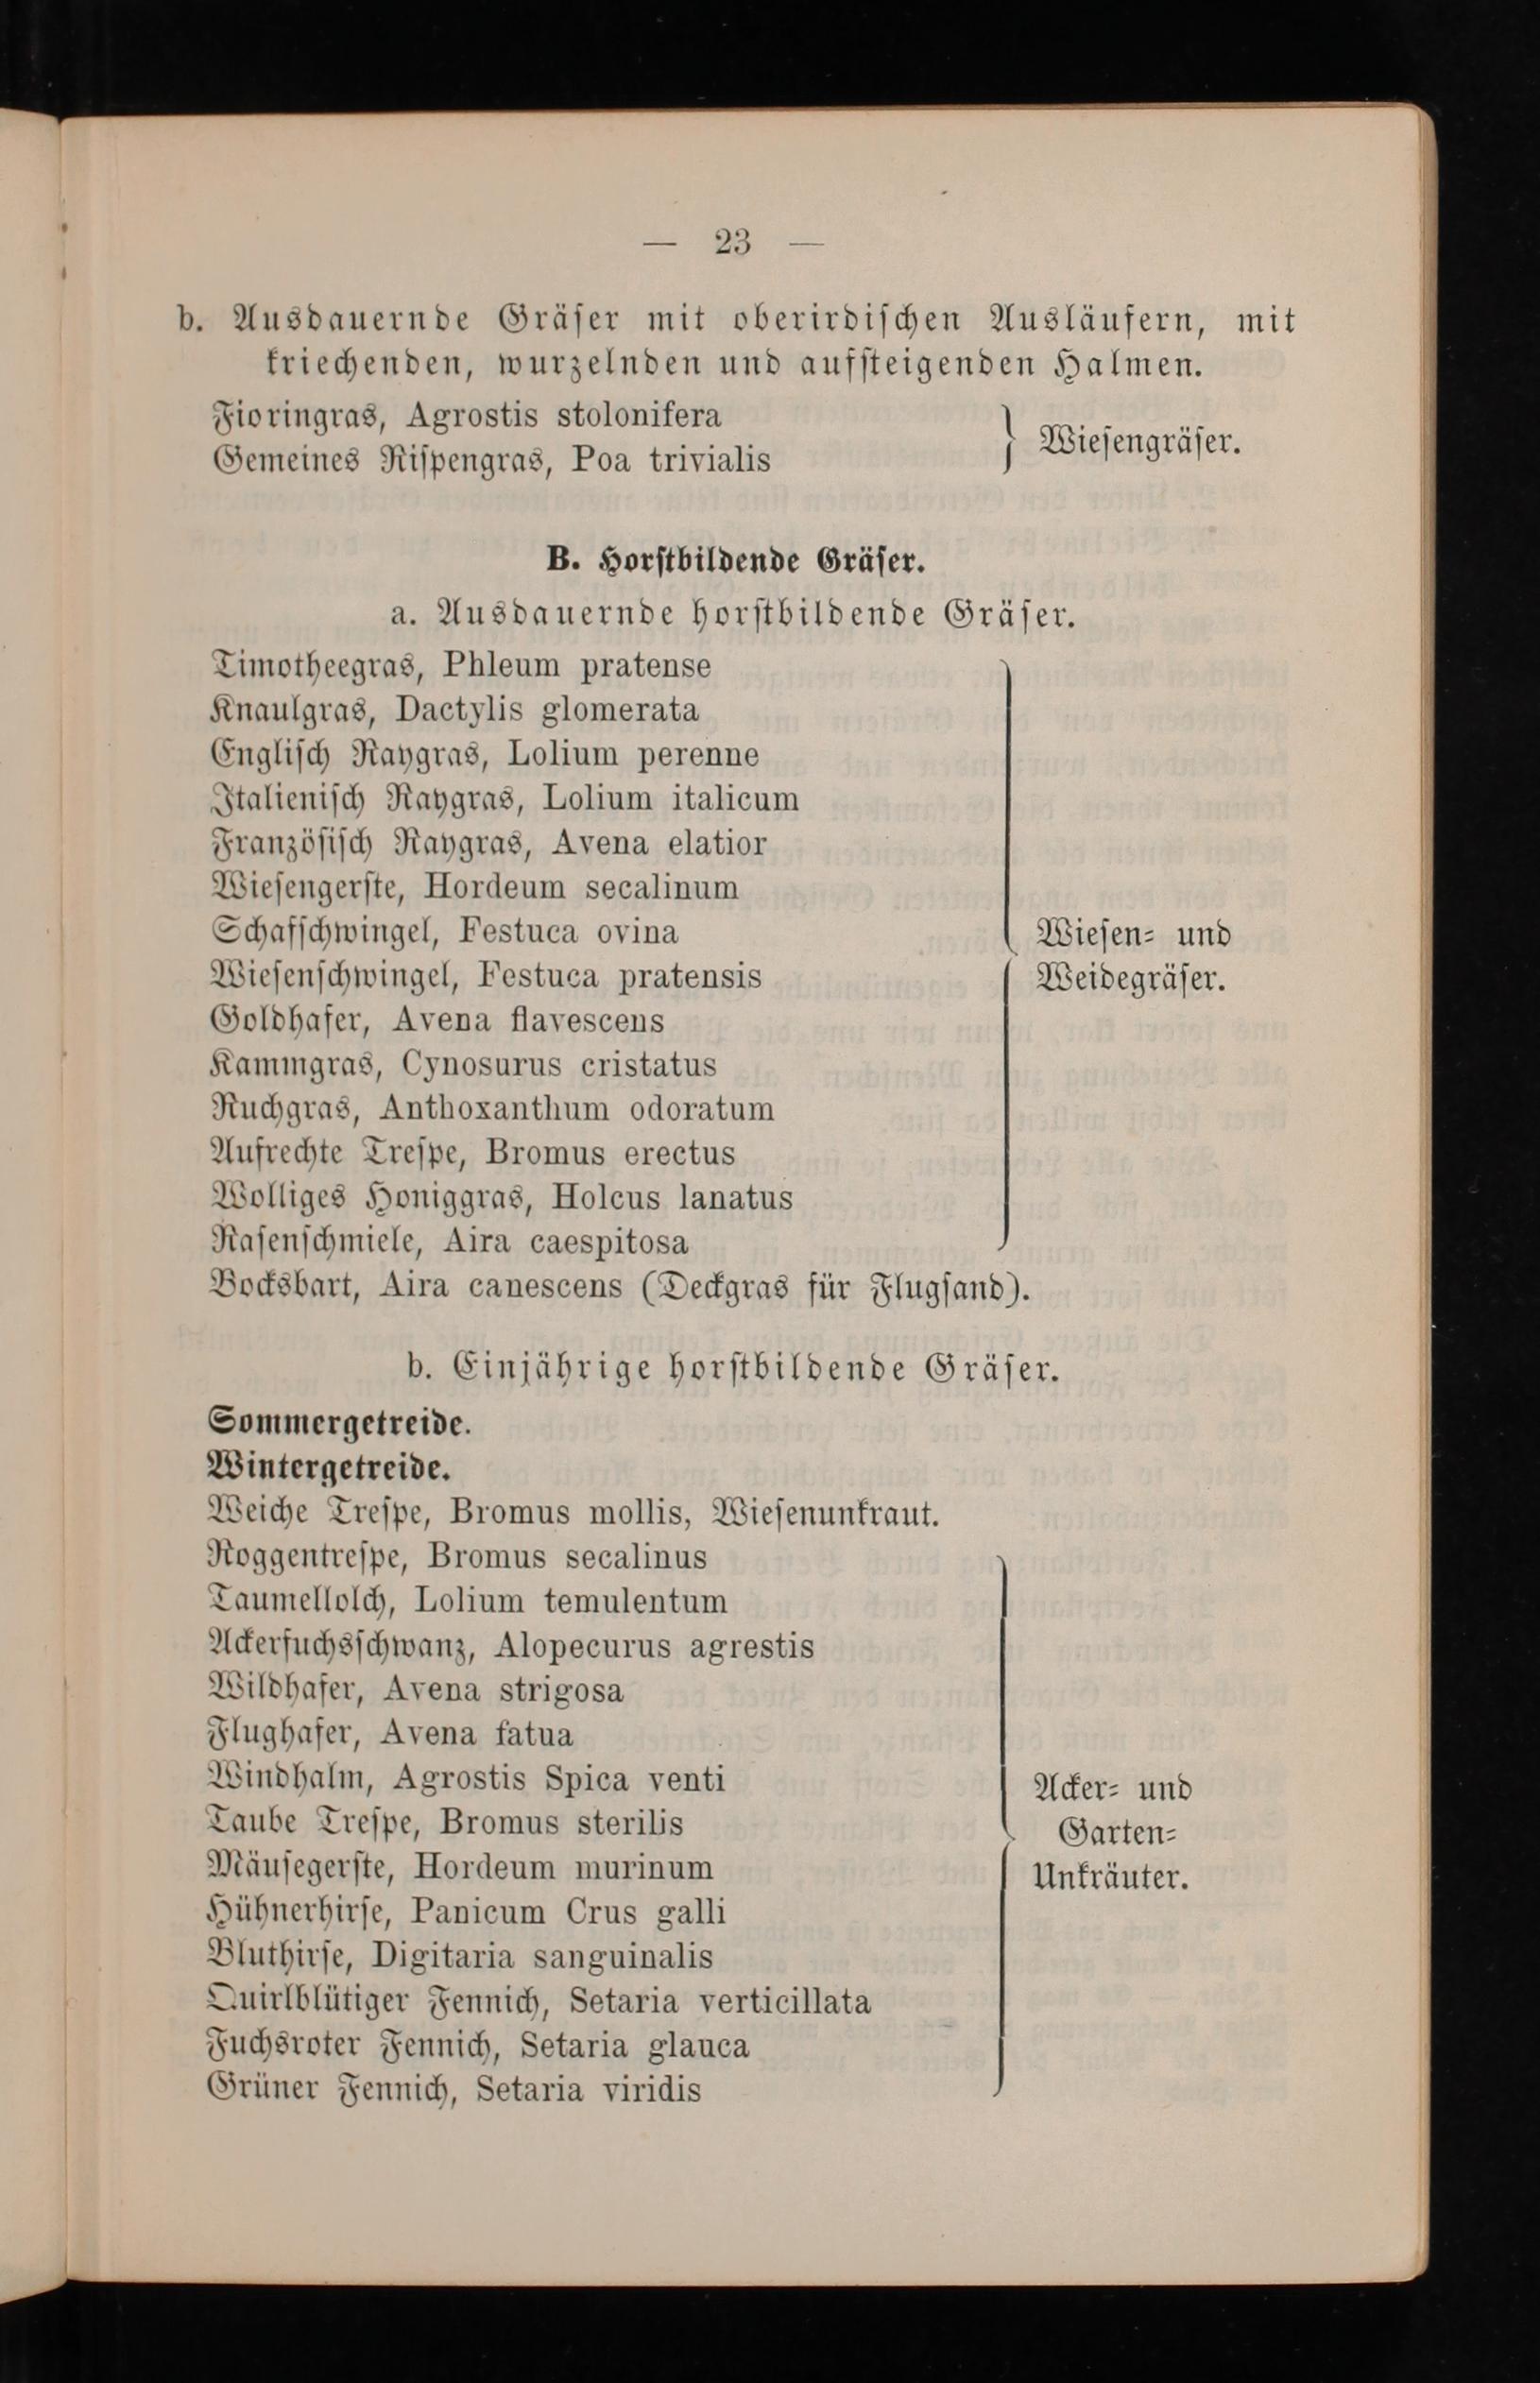 — 23 —
b. Ausdauernde Gräſer mit oberirdiſchen Ausläufern, mit
kriechenden, wurzelnden und aufſteigenden Halmen.
Fioringras, Agrostis stolonifera
Gemeines Riſpengras, Poa trivialis
} Wieſengräſer.
B. Horſtbildende Gräſer.
a. Ausdauernde horſtbildende Gräſer.
Timotheegras, Phleum pratense
Knaulgras, Dactylis glomerata
Engliſch Raygras, Lolium perenne
Italieniſch Raygras, Lolium italicum
Franzöſiſch Raygras, Avena elatior
Wieſengerſte, Hordeum secalinum
Schafſchwingel, Festuca ovina
Wieſenſchwingel, Festuca pratensis
Goldhafer, Avena flavescens
Kammgras, Cynosurus cristatus
Ruchgras, Anthoxanthum odoratum
Aufrechte Treſpe, Bromus erectus
Wolliges Honiggras, Holcus lanatus
Raſenſchmiele, Aira caespitosa
} Wieſen- und
Weidegräſer.
Bocksbart, Aira canescens (Deckgras für Flugſand).
b. Einjährige horſtbildende Gräſer.
Sommergetreide.
Wintergetreide.
Weiche Treſpe, Bromus mollis, Wieſenunkraut.
Roggentreſpe, Bromus secalinus
Taumellolch, Lolium temulentum
Ackerfuchsſchwanz, Alopecurus agrestis
Wildhafer, Avena strigosa
Flughafer, Avena fatua
Windhalm, Agrostis Spica venti
Taube Treſpe, Bromus sterilis
Mäuſegerſte, Hordeum murinum
Hühnerhirſe, Panicum Crus galli
Bluthirſe, Digitaria sanguinalis
Quirlblütiger Fennich, Setaria verticillata
Fuchsroter Fennich, Setaria glauca
Grüner Fennich, Setaria viridis
} Acker- und
Garten-
Unkräuter.